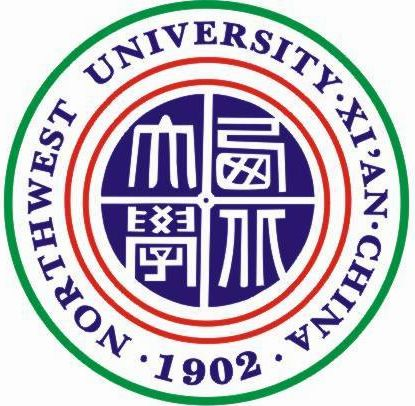 NORTHWEST UNIVERSITY·XI'AN·CHINA
西北
大學
·1902·